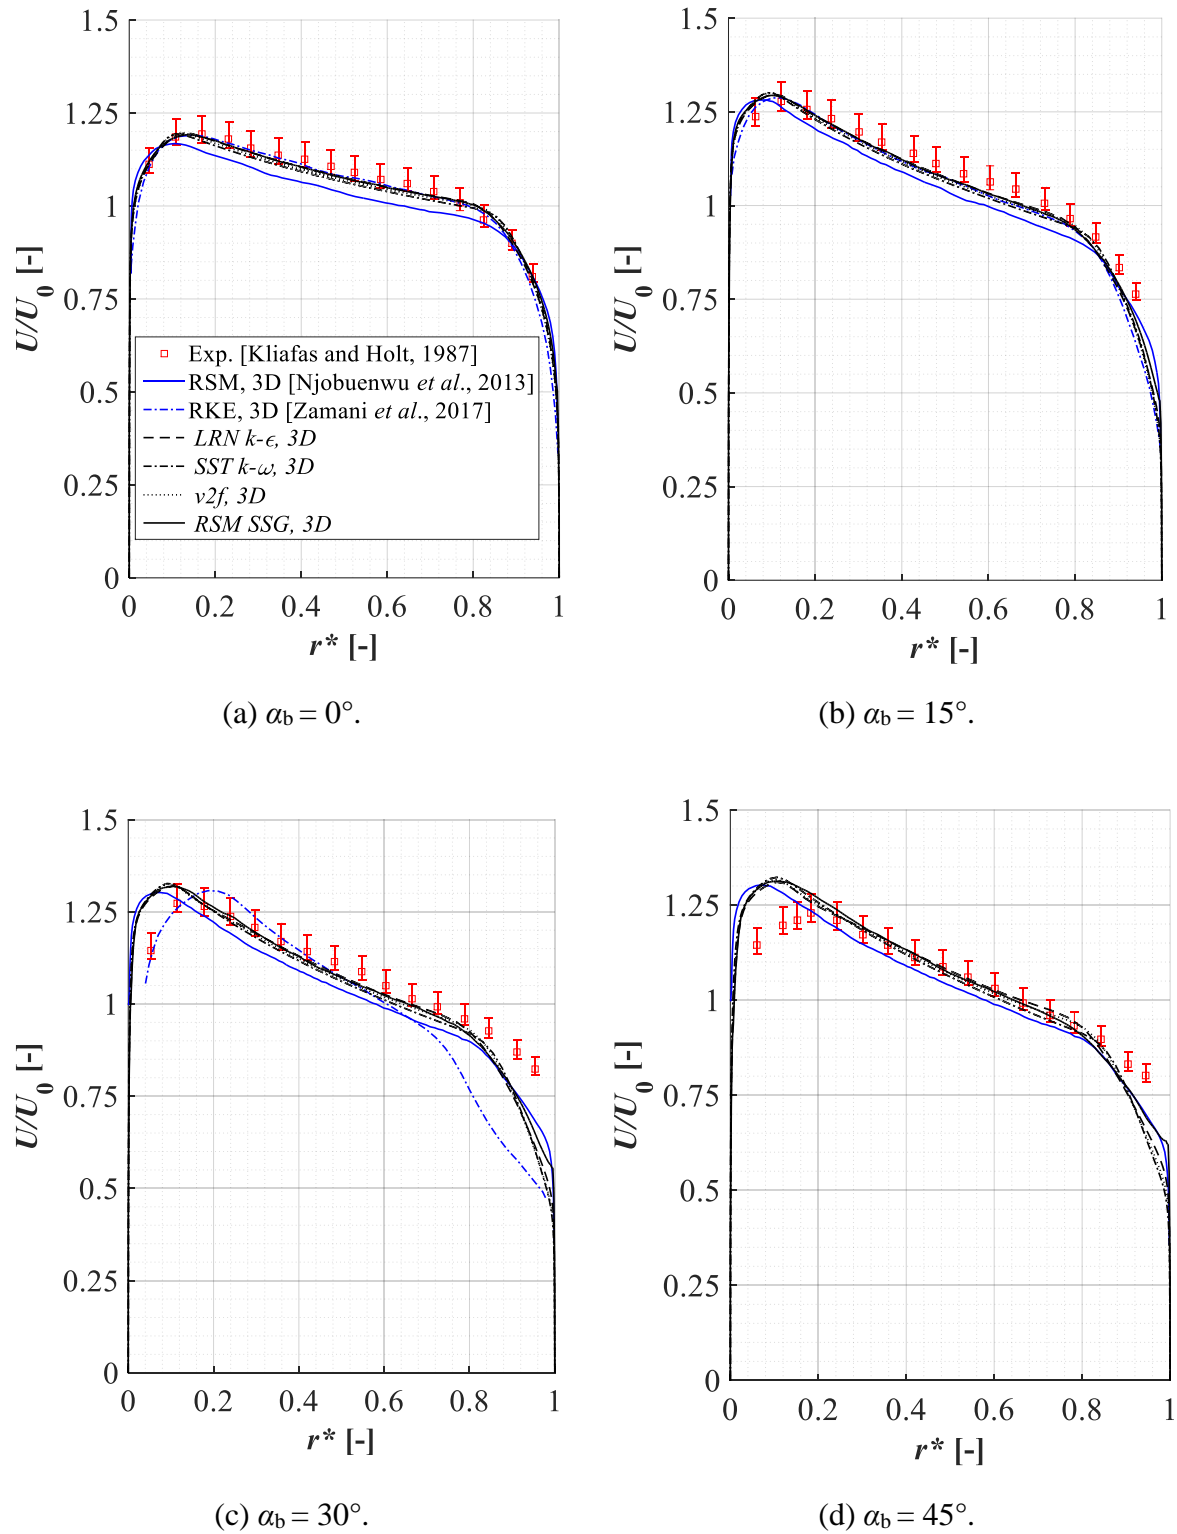 1.5
1.25
1
0.75
0.5
0.25
0
0 0.2 0.4 0.6 0.8 1
U/U0 [-]
r* [-]
Exp. [Kliafas and Holt, 1987]
RSM, 3D [Njobuenwu et al., 2013]
RKE, 3D [Zamani et al., 2017]
LRN k-ϵ, 3D
SST k-ω, 3D
v2f, 3D
RSM SSG, 3D
(a) αb = 0°.
1.5
1.25
1
0.75
0.5
0.25
0
0 0.2 0.4 0.6 0.8 1
U/U0 [-]
r* [-]
(b) αb = 15°.
1.5
1.25
1
0.75
0.5
0.25
0
0 0.2 0.4 0.6 0.8 1
U/U0 [-]
r* [-]
(c) αb = 30°.
1.5
1.25
1
0.75
0.5
0.25
0
0 0.2 0.4 0.6 0.8 1
U/U0 [-]
r* [-]
(d) αb = 45°.